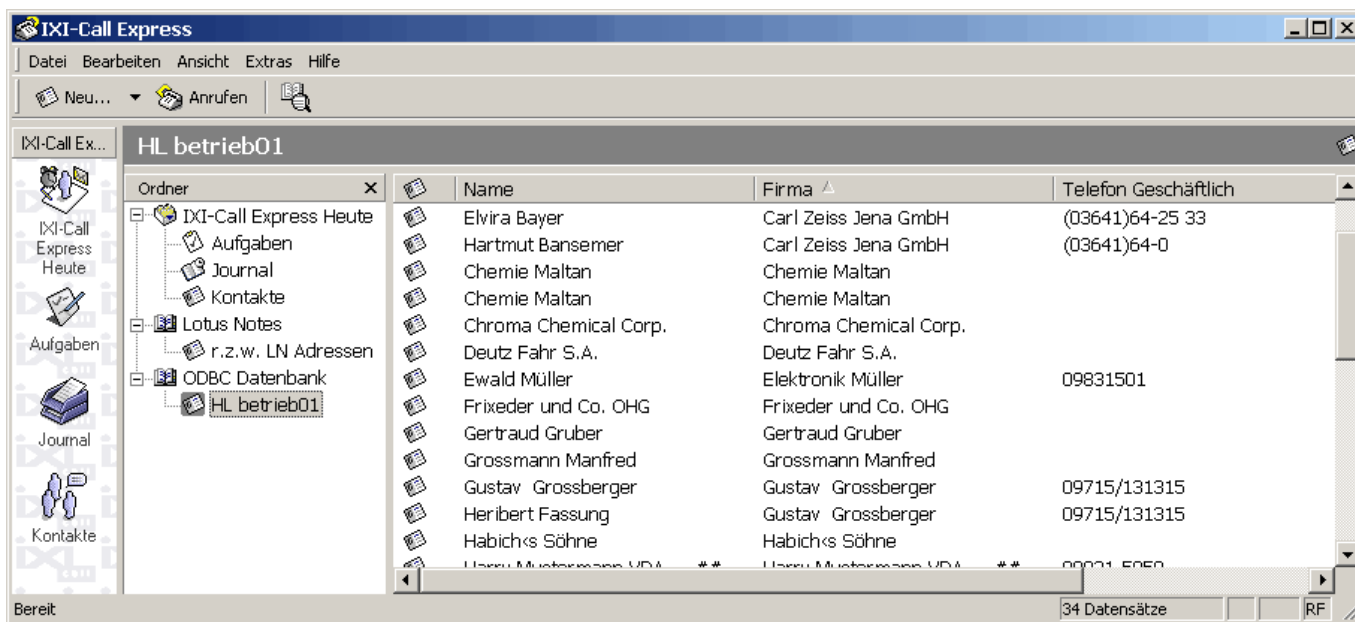 IXI-Call Express
Datei Bearbeiten Ansicht Extras Hilfe
Neu... Anrufen
IXI-Call Ex...
HL betrieb01
IXI-Call
Express
Heute
Aufgaben
Journal
Kontakte
Ordner
IXI-Call Express Heute
Aufgaben
Journal
Kontakte
Lotus Notes
r.z.w. LN Adressen
ODBC Datenbank
HL betrieb01
Name Firma Telefon Geschäftlich
Elvira Bayer Carl Zeiss Jena GmbH (03641)64-25 33
Hartmut Bansemer Carl Zeiss Jena GmbH (03641)64-0
Chemie Maltan Chemie Maltan
Chemie Maltan Chemie Maltan
Chroma Chemical Corp. Chroma Chemical Corp.
Deutz Fahr S.A. Deutz Fahr S.A.
Ewald Müller Elektronik Müller 09831501
Frixeder und Co. OHG Frixeder und Co. OHG
Gertraud Gruber Gertraud Gruber
Grossmann Manfred Grossmann Manfred
Gustav Grossberger Gustav Grossberger 09715/131315
Heribert Fassung Gustav Grossberger 09715/131315
Habich‹s Söhne Habich‹s Söhne
Bereit 34 Datensätze RF